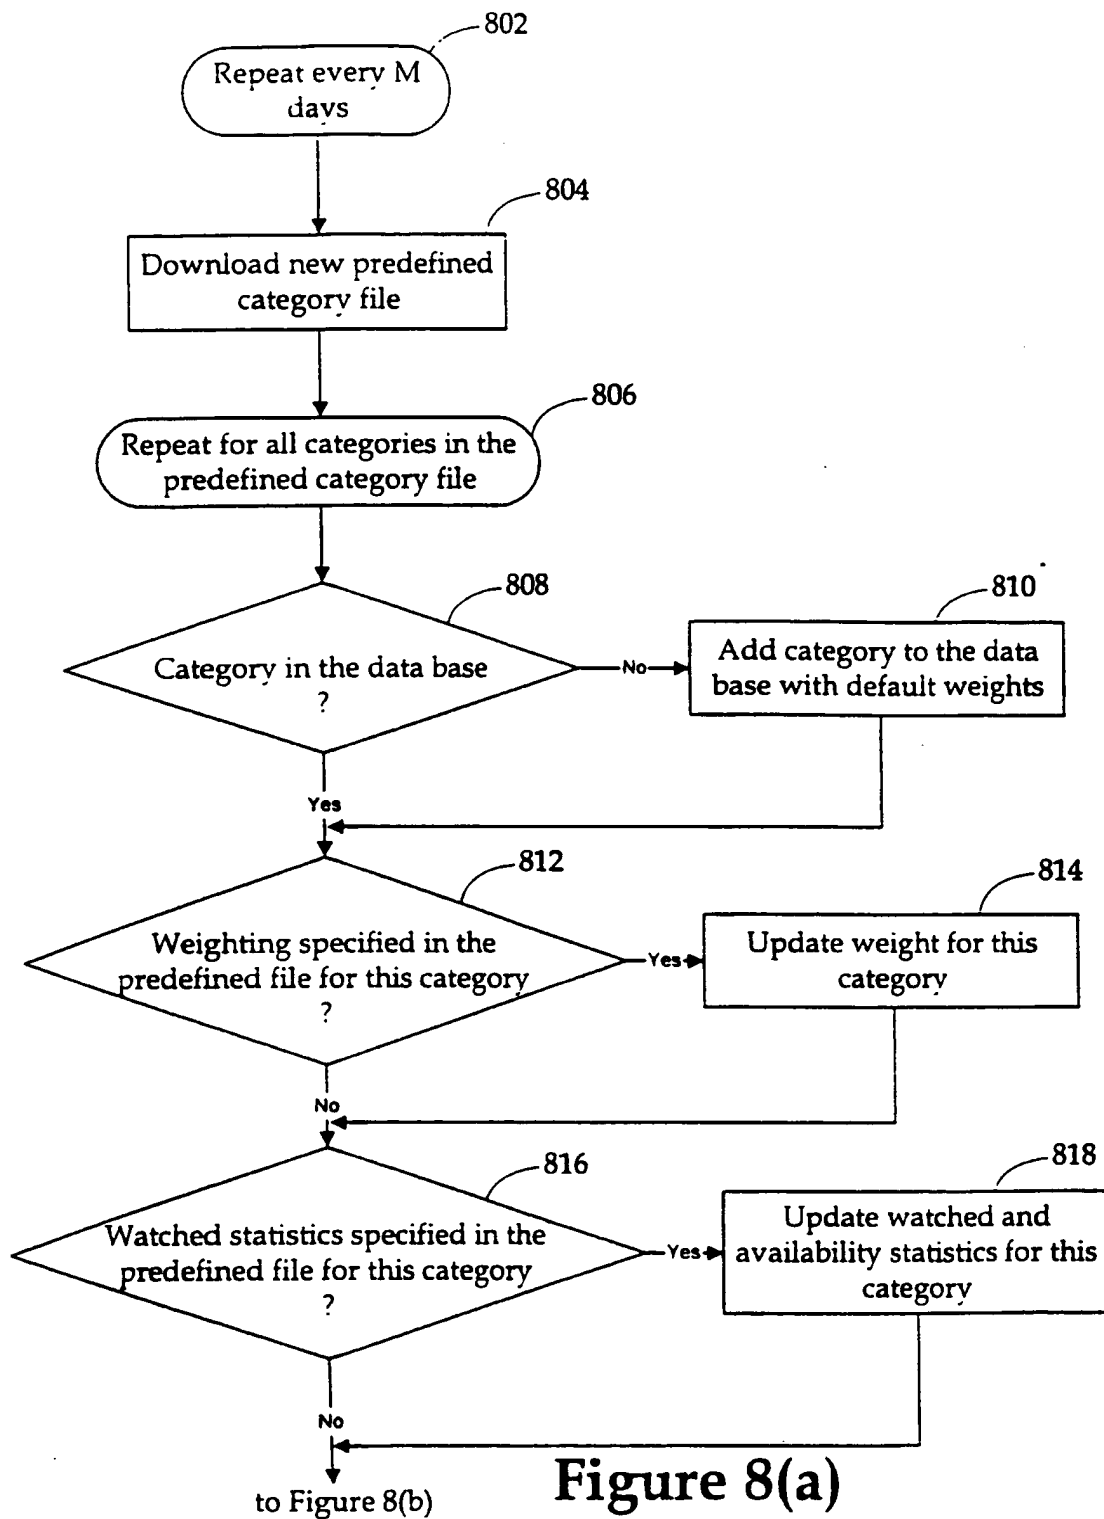 802
Repeat every M
days
804
Download new predefined
category file
806
Repeat for all categories in the
predefined category file
808
Category in the data base
?
No
810
Add category to the data
base with default weights
Yes
812
Weighting specified in the
predefined file for this category
?
Yes
814
Update weight for this
category
No
816
Watched statistics specified in the
predefined file for this category
?
Yes
818
Update watched and
availability statistics for this
category
No
to Figure 8(b)
Figure 8(a)